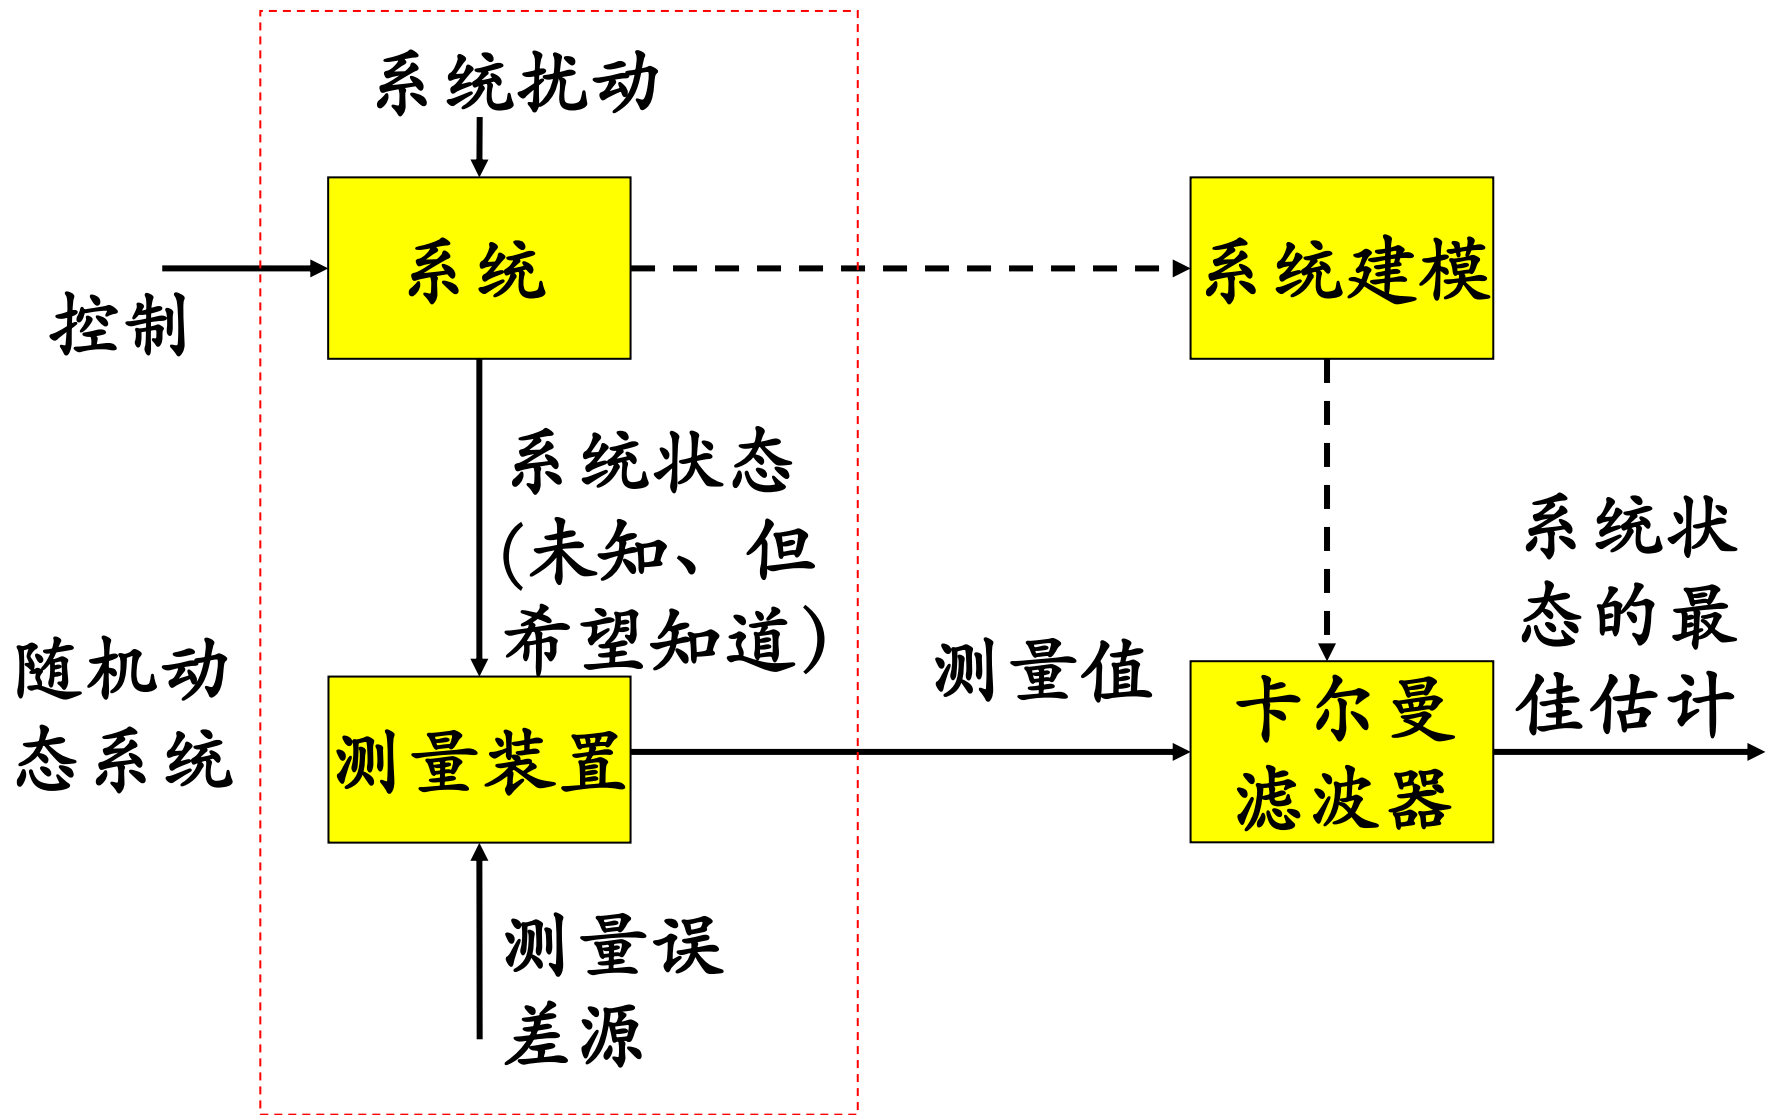 系统扰动
系统
系统建模
控制
系统状态
(未知、但
希望知道)
随机动
态系统
测量装置
测量值
卡尔曼
滤波器
系统状
态的最
佳估计
测量误
差源